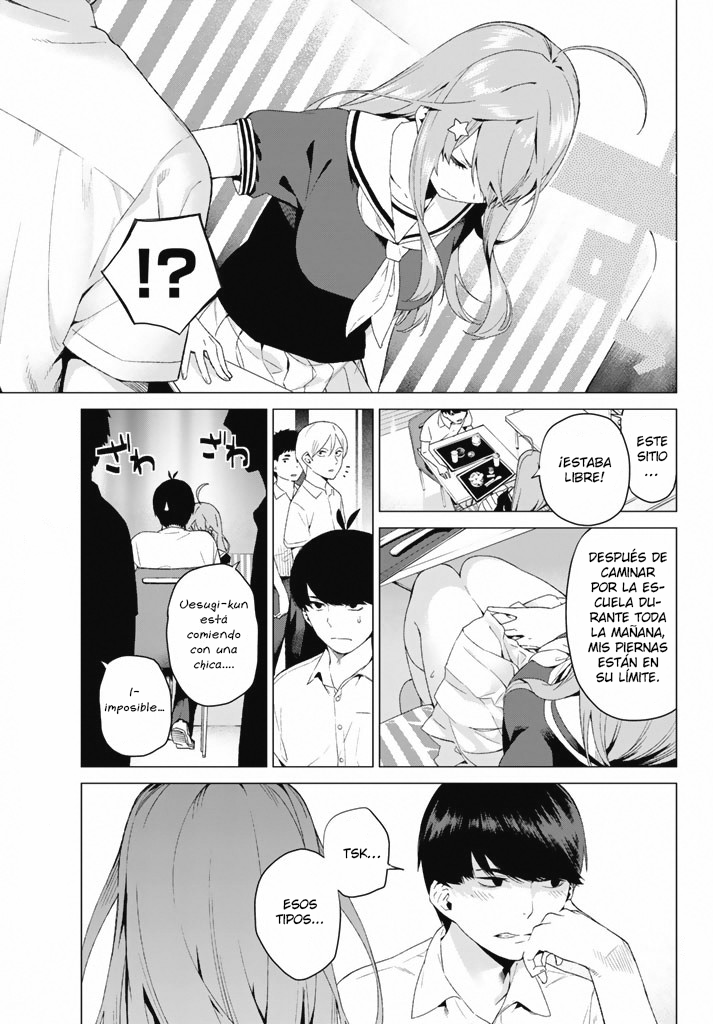 !?
ESTE
SITIO
...
¡ESTABA
LIBRE!
DESPUÉS DE
CAMINAR
POR LA ES-
CUELA DU-
RANTE TODA
LA MAÑANA,
MIS PIERNAS
ESTÁN EN
SU LÍMITE.
ざわ
ざわ
Uesugi-kun
está
comiendo
con una
chica....
I-
imposible...
TSK...
ESOS
TIPOS...